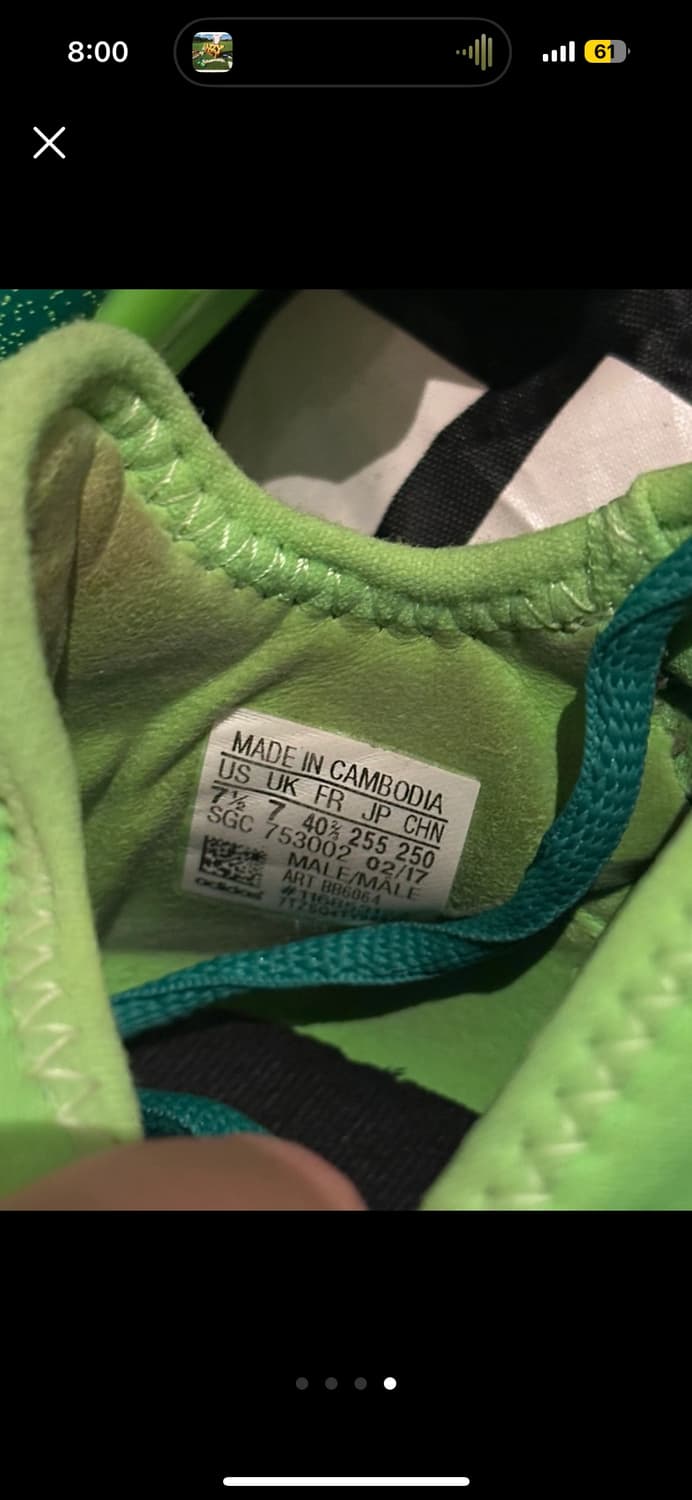 8:00
61
MADE IN CAMBODIA
US UK FR JP CHN
7½ 7 40⅔ 255 250
SGC 753002 02/17
MALE/MALE
ART BB6064
adidas